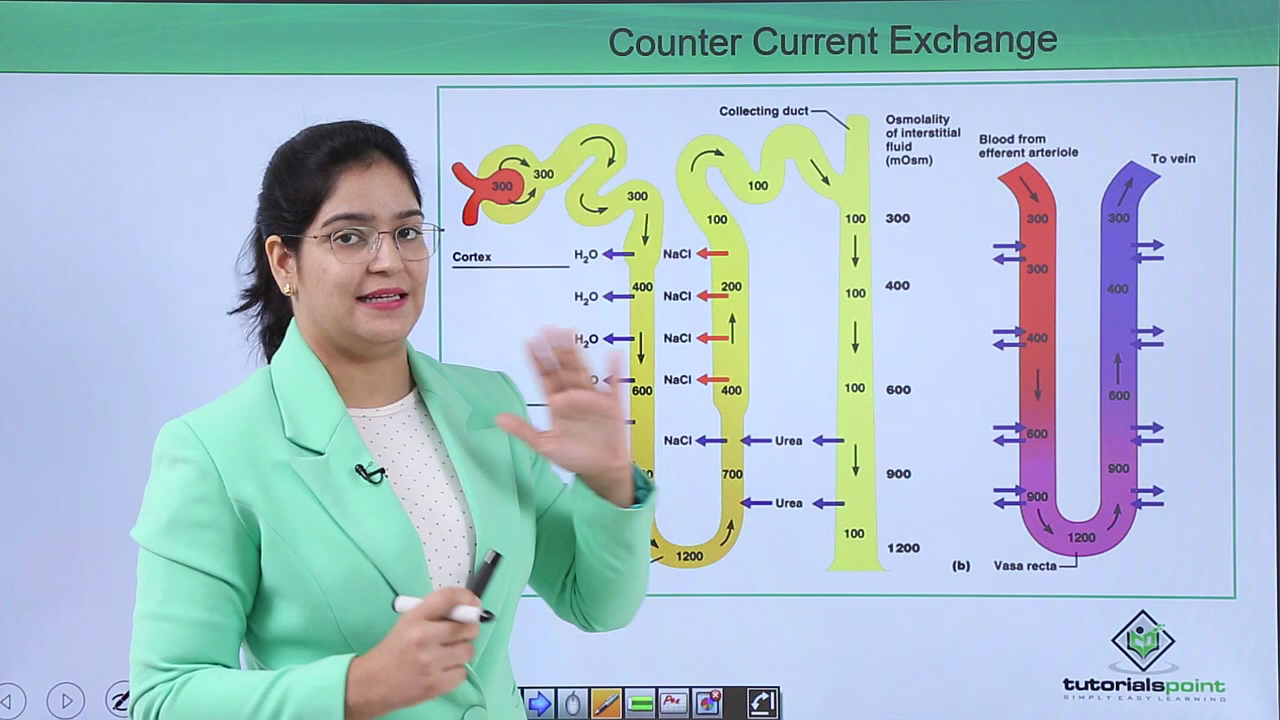 Counter Current Exchange
Collecting duct
Osmolality
of interstitial
fluid
(mOsm)
Blood from
efferent arteriole
To vein
300
300
300
Cortex
H₂O
H₂O
H₂O
400
600
NaCl
NaCl
NaCl
NaCl
NaCl
100
200
400
700
1200
100
Urea
Urea
100
100
100
100
300
400
600
900
1200
300
300
400
600
900
1200
300
400
600
900
(b)
Vasa recta
tutorialspoint
SIMPLY EASY LEARNING